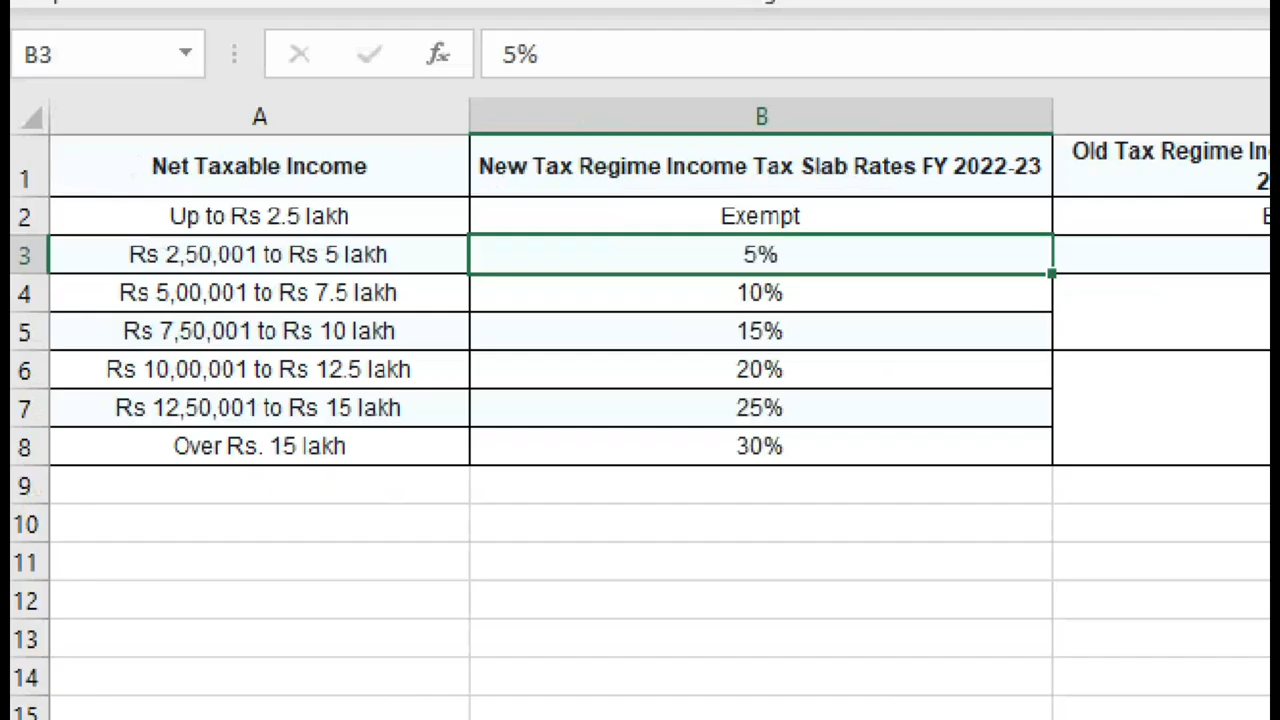 B3 fx 5%
A B
1 Net Taxable Income New Tax Regime Income Tax Slab Rates FY 2022-23 Old Tax Regime
2 Up to Rs 2.5 lakh Exempt
3 Rs 2,50,001 to Rs 5 lakh 5%
4 Rs 5,00,001 to Rs 7.5 lakh 10%
5 Rs 7,50,001 to Rs 10 lakh 15%
6 Rs 10,00,001 to Rs 12.5 lakh 20%
7 Rs 12,50,001 to Rs 15 lakh 25%
8 Over Rs. 15 lakh 30%
9
10
11
12
13
14
15